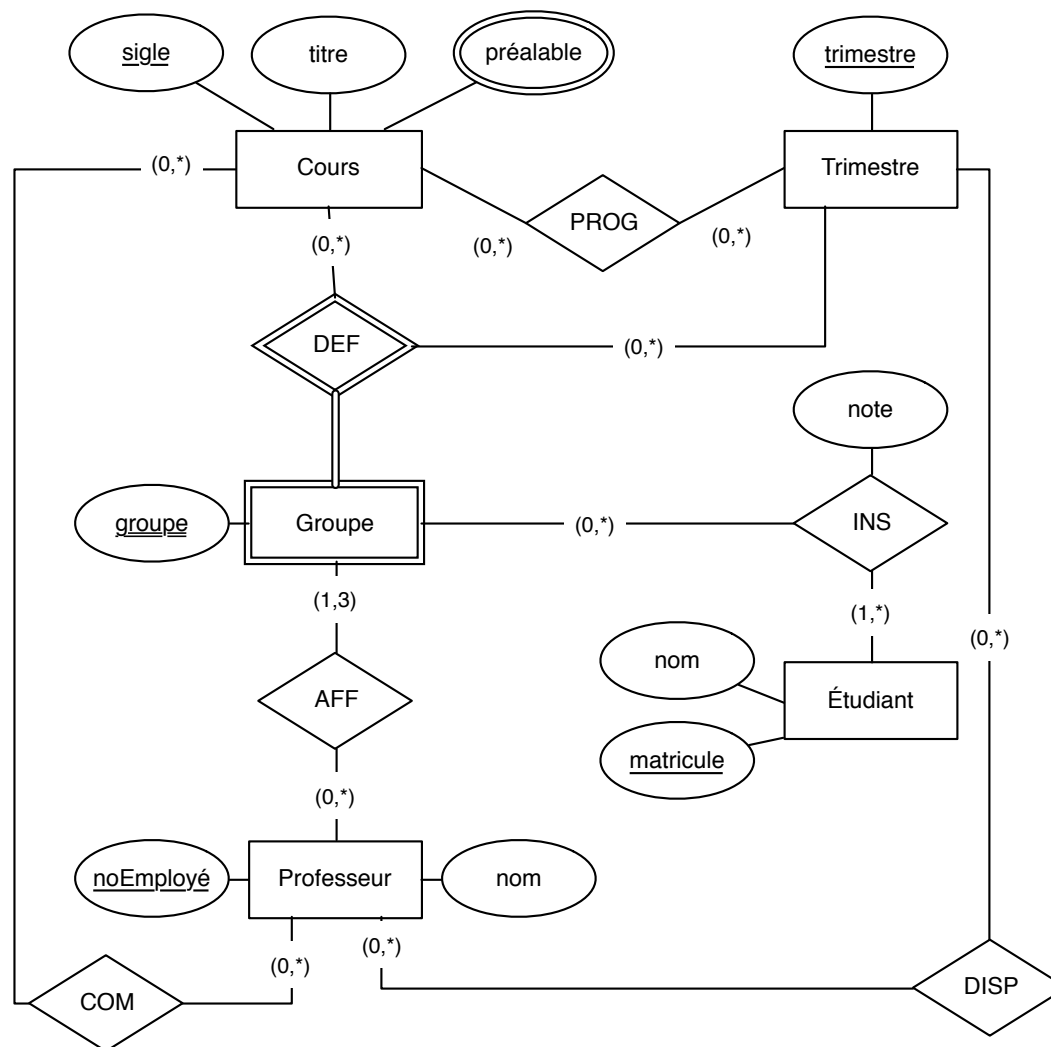 sigle
titre
préalable
trimestre
(0,*)
Cours
Trimestre
PROG
(0,*)
(0,*)
(0,*)
DEF
(0,*)
note
groupe
Groupe
(0,*)
INS
(1,3)
(1,*)
(0,*)
nom
Étudiant
AFF
matricule
(0,*)
noEmployé
Professeur
nom
(0,*)
(0,*)
COM
DISP